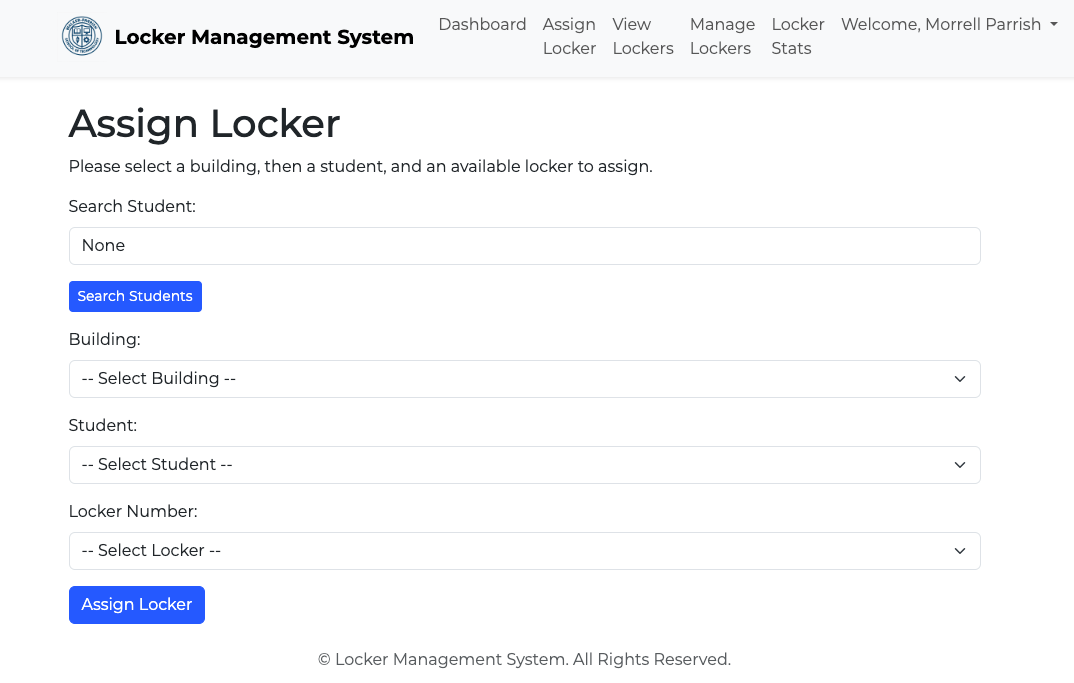 Locker Management System
Dashboard
Assign
Locker
View
Lockers
Manage
Lockers
Locker
Stats
Welcome, Morrell Parrish
Assign Locker
Please select a building, then a student, and an available locker to assign.
Search Student:
None
Search Students
Building:
-- Select Building --
Student:
-- Select Student --
Locker Number:
-- Select Locker --
Assign Locker
© Locker Management System. All Rights Reserved.